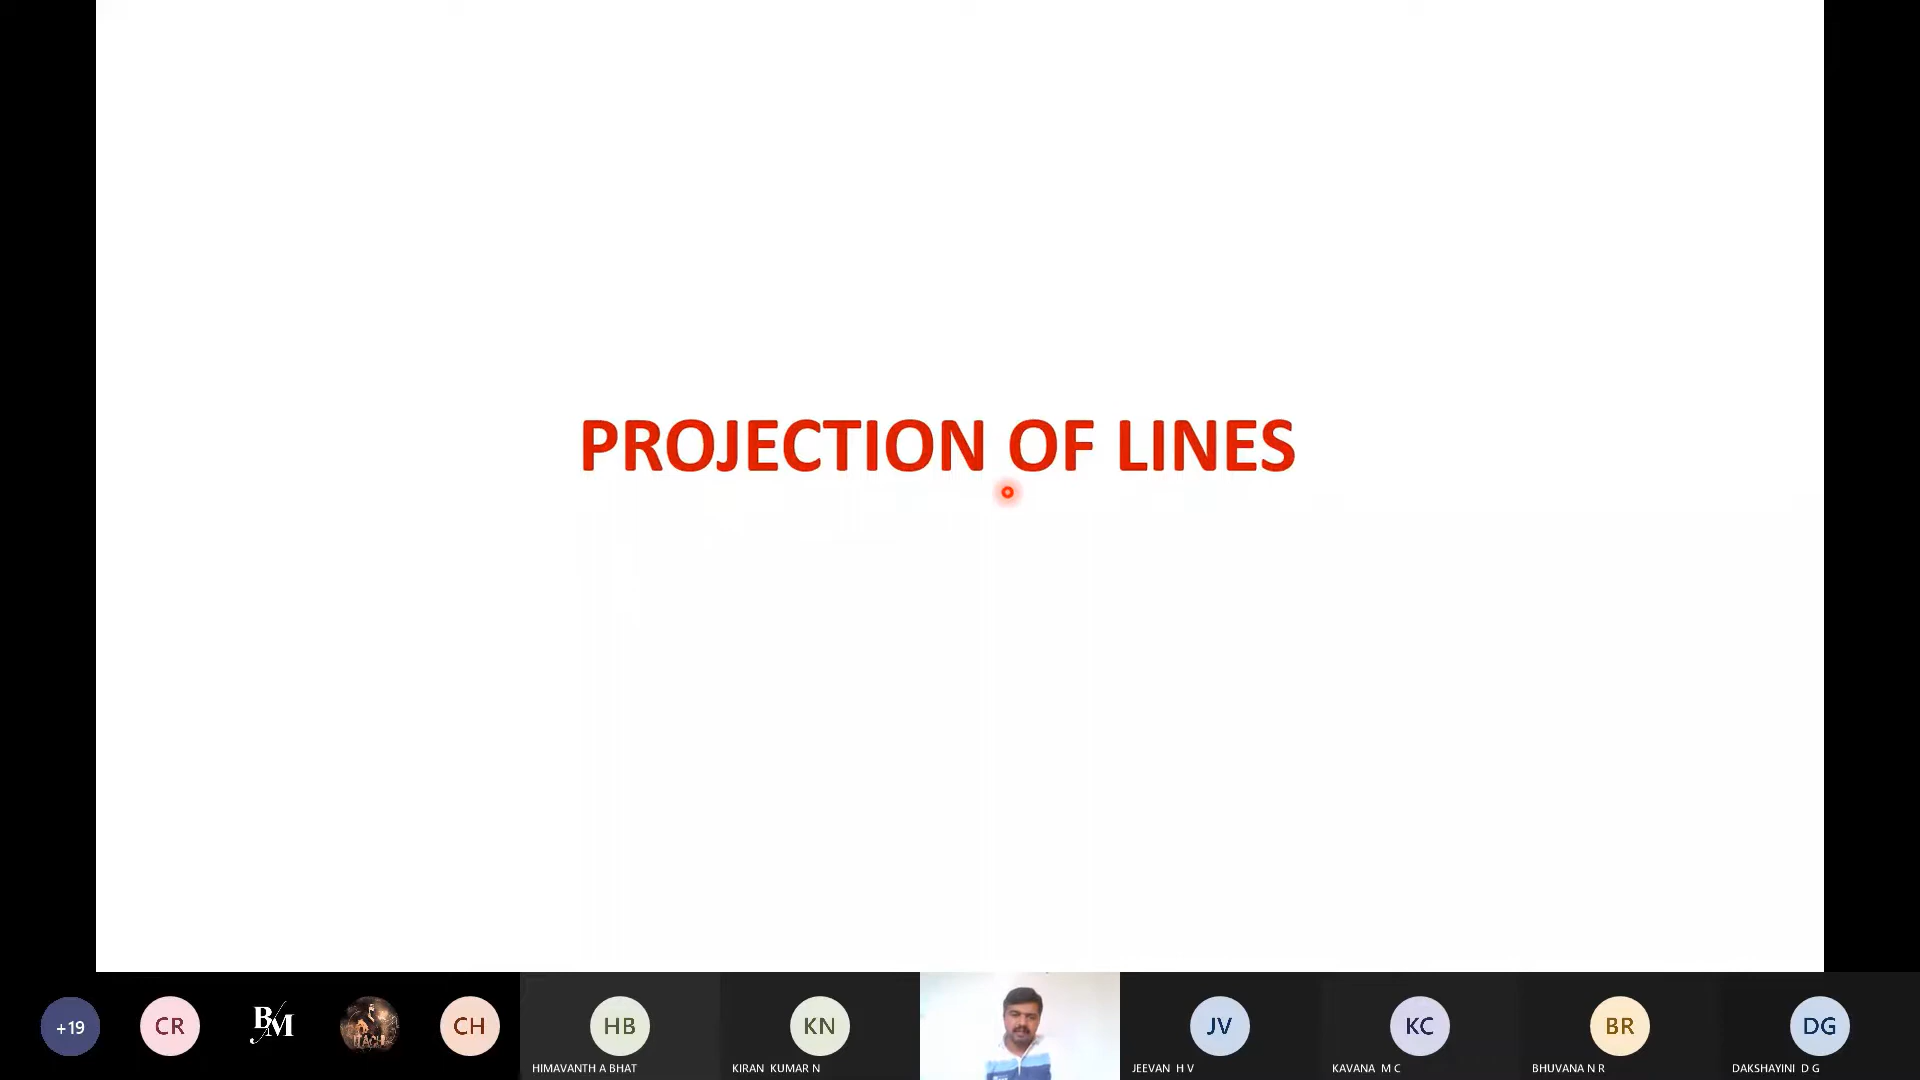 PROJECTION OF LINES
+19
CR
BM
CH
HB
KN
JV
KC
BR
DG
HIMAVANTH A BHAT
KIRAN KUMAR N
JEEVAN H V
KAVANA M C
BHUVANA N R
DAKSHAYINI D G